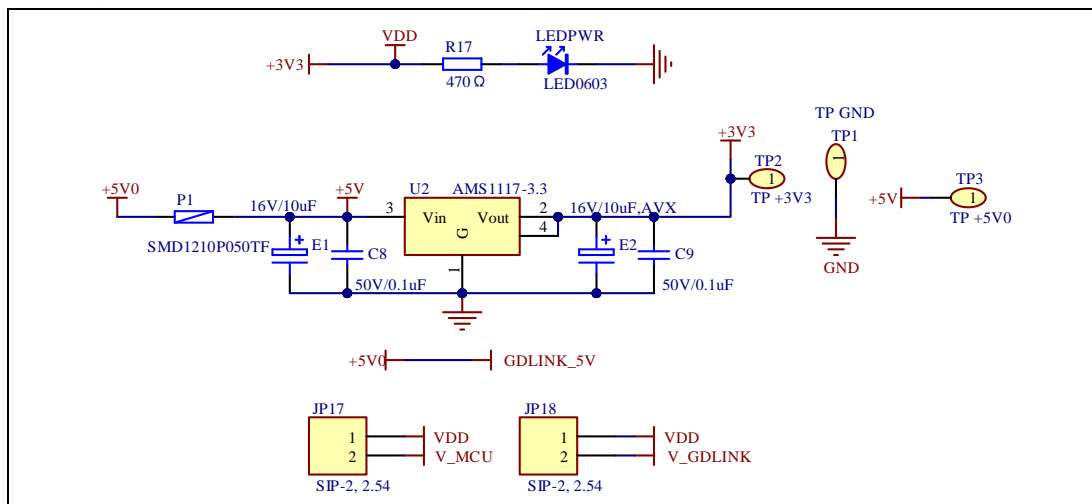 LEDPWR
VDD
R17
+3V3
470Ω
LED0603
TP GND
+3V3
TP1
1
TP2
1
TP +3V3
+5V0
P1
+5V
U2
AMS1117-3.3
TP3
+5V
1
TP +5V0
16V/10uF
3
Vin
Vout
2
4
16V/10uF,AVX
SMD1210P050TF
E1
C8
G
1
E2
C9
GND
50V/0.1uF
50V/0.1uF
+5V0
GDLINK_5V
JP17
JP18
1
VDD
1
VDD
2
V_MCU
2
V_GDLINK
SIP-2, 2.54
SIP-2, 2.54